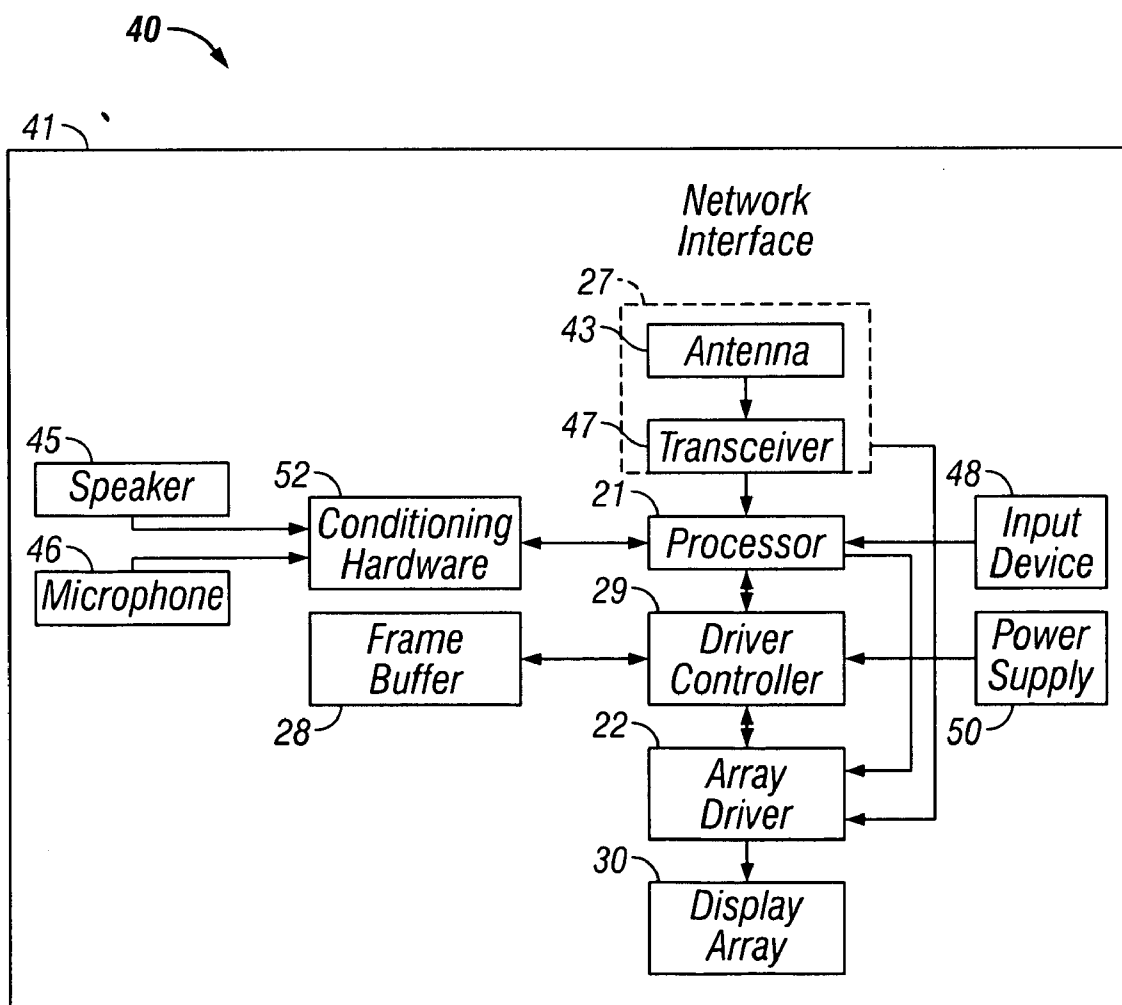 40
41
Network
Interface
27
43
Antenna
47
Transceiver
45
Speaker
52
Conditioning
Hardware
21
Processor
48
Input
Device
46
Microphone
29
Driver
Controller
Frame
Buffer
28
Power
Supply
50
22
Array
Driver
30
Display
Array